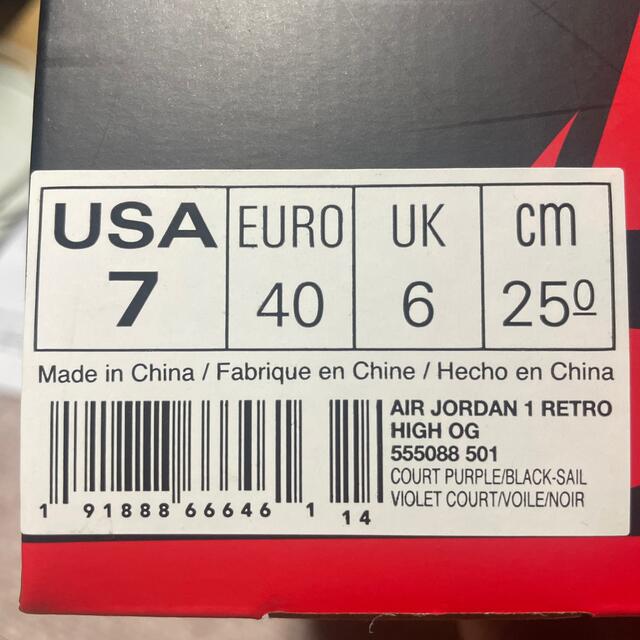 USA EURO UK cm
7 40 6 25⁰
Made in China / Fabrique en Chine / Hecho en China
AIR JORDAN 1 RETRO
HIGH OG
555088 501
COURT PURPLE/BLACK-SAIL
VIOLET COURT/VOILE/NOIR
1 91888 66646 1 14